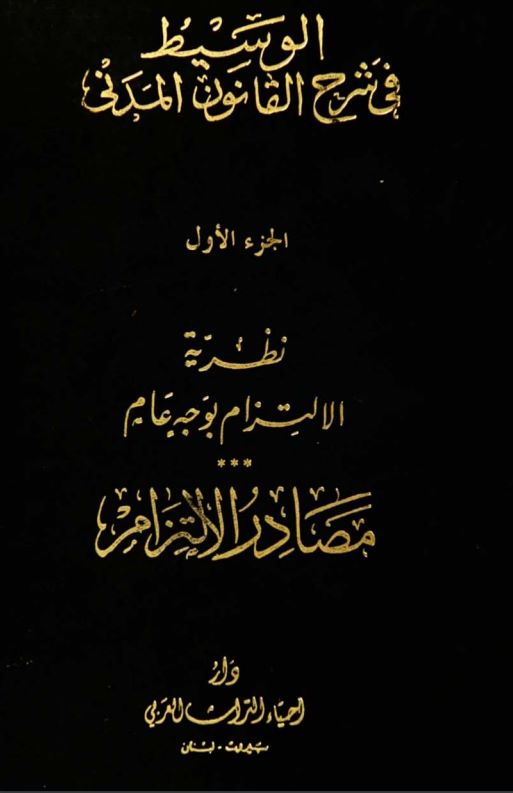 الوسيط
في شرح القانون المدني
الجزء الأول
نظرية
الالتزام بوجه عام
***
مصادر الالتزام
دار
احياء التراث العربي
بيروت - لبنان